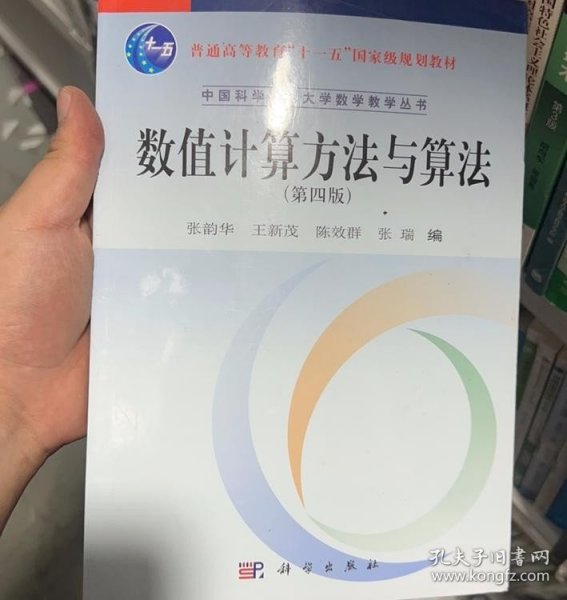 十一五
普通高等教育"十一五"国家级规划教材
中国科学 大学数学教学丛书
数值计算方法与算法
(第四版)
张韵华 王新茂 陈效群 张 瑞 编
科学出版社
第3版
孔夫子旧书网
www.kongfz.com